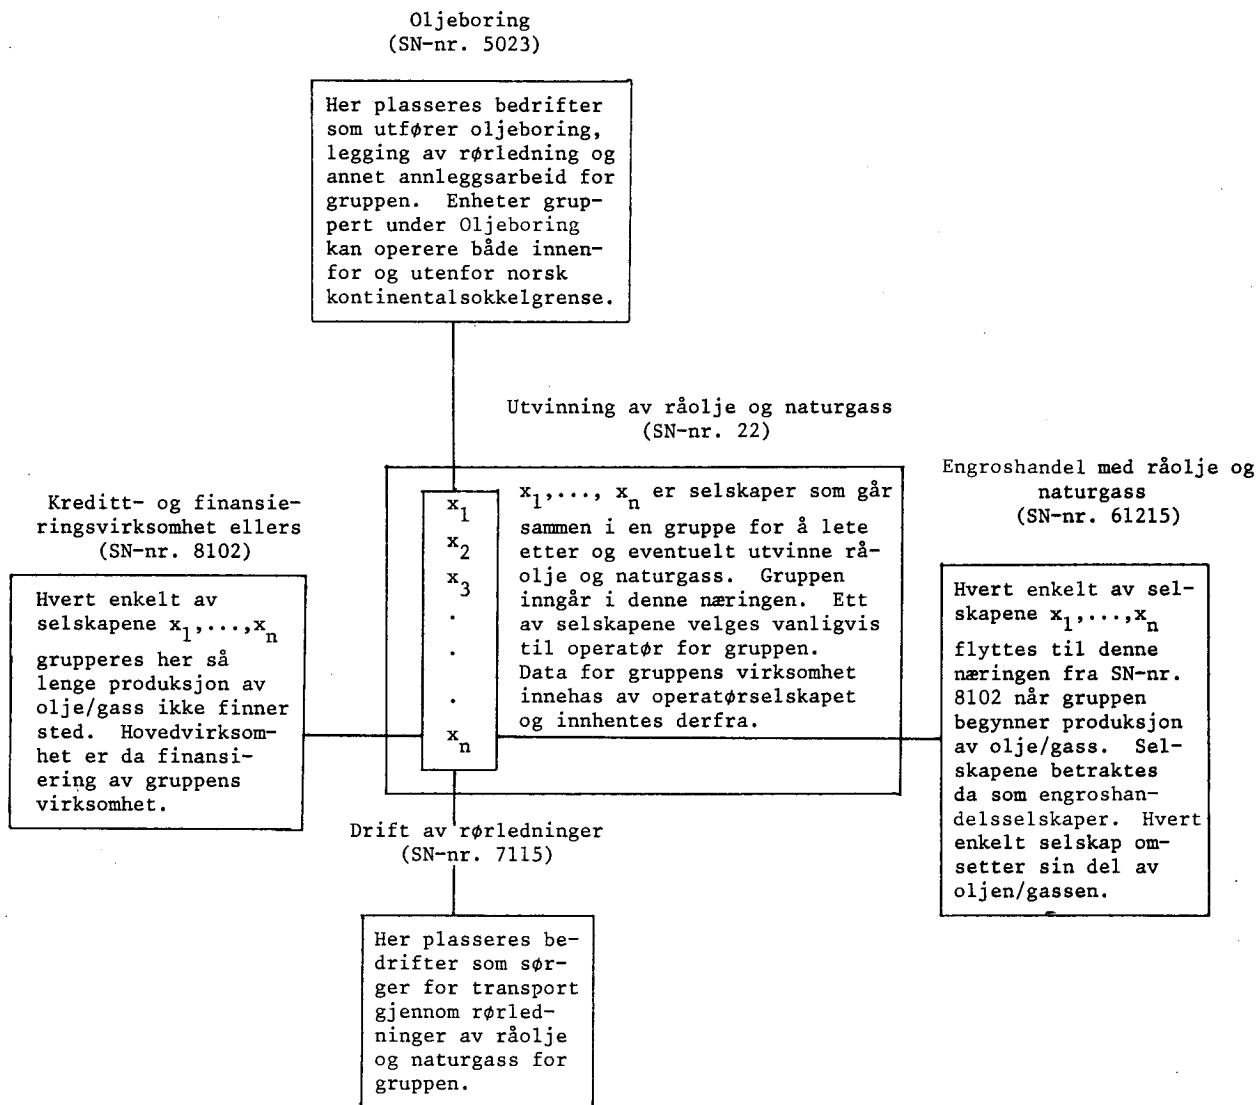 Oljeboring
(SN-nr. 5023)
Her plasseres bedrifter
som utfører oljeboring,
legging av rørledning og
annet annleggsarbeid for
gruppen. Enheter grup-
pert under Oljeboring
kan operere både innen-
for og utenfor norsk
kontinentalsokkelgrense.
Utvinning av råolje og naturgass
(SN-nr. 22)
x1
x2
x3
.
.
.
xn
x1,..., xn er selskaper som går
sammen i en gruppe for å lete
etter og eventuelt utvinne rå-
olje og naturgass. Gruppen
inngår i denne næringen. Ett
av selskapene velges vanligvis
til operatør for gruppen.
Data for gruppens virksomhet
innehas av operatørselskapet
og innhentes derfra.
Kreditt- og finansie-
ringsvirksomhet ellers
(SN-nr. 8102)
Hvert enkelt av
selskapene x1,...,xn
grupperes her så
lenge produksjon av
olje/gass ikke finner
sted. Hovedvirksom-
het er da finansi-
ering av gruppens
virksomhet.
Engroshandel med råolje og
naturgass
(SN-nr. 61215)
Hvert enkelt av sel-
skapene x1,...,xn
flyttes til denne
næringen fra SN-nr.
8102 når gruppen
begynner produksjon
av olje/gass. Sel-
skapene betraktes
da som engroshan-
delsselskaper. Hvert
enkelt selskap om-
setter sin del av
oljen/gassen.
Drift av rørledninger
(SN-nr. 7115)
Her plasseres be-
drifter som sør-
ger for transport
gjennom rørled-
ninger av råolje
og naturgass for
gruppen.